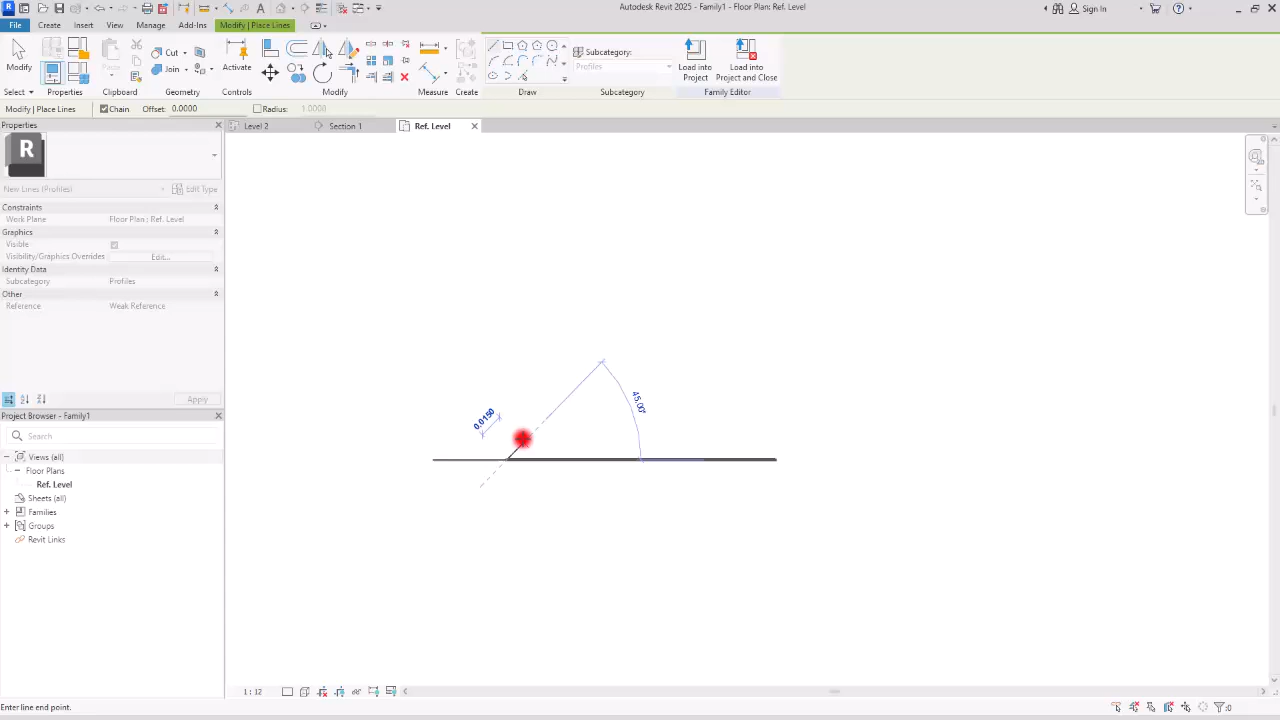 Autodesk Revit 2025 - Family1 - Floor Plan: Ref. Level
Sign In
File
Create
Insert
View
Manage
Add-Ins
Modify | Place Lines
Modify
Paste
Cut
Join
Activate
Load into
Project
Load into
Project and Close
Subcategory:
Profiles
Select
Properties
Clipboard
Geometry
Controls
Modify
Measure
Create
Draw
Subcategory
Family Editor
Modify | Place Lines
Chain
Offset: 0.0000
Radius: 1.0000
Properties
Level 2
Section 1
Ref. Level
R
New Lines (Profiles)
Edit Type
Constraints
Work Plane
Floor Plan : Ref. Level
Graphics
Visible
Visibility/Graphics Overrides
Edit...
Identity Data
Subcategory
Profiles
Other
Reference
Weak Reference
Apply
Project Browser - Family1
Search
Views (all)
Floor Plans
Ref. Level
Sheets (all)
Families
Groups
Revit Links
0.0150
45.00°
1 : 12
Enter line end point.
:0